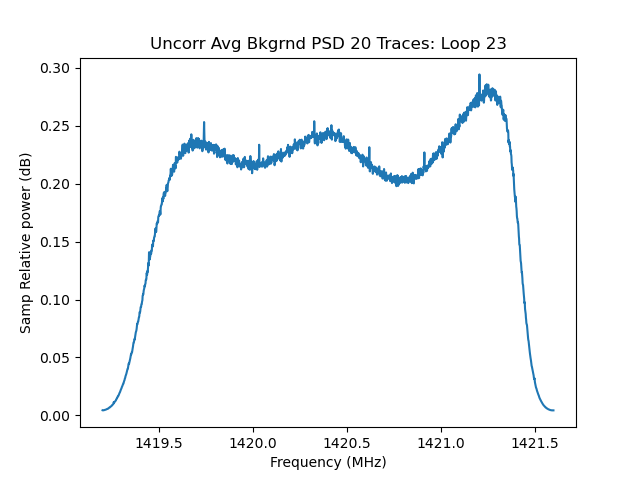 Uncorr Avg Bkgrnd PSD 20 Traces: Loop 23
0.30
0.25
0.20
0.15
0.10
0.05
0.00
Samp Relative power (dB)
1419.5 1420.0 1420.5 1421.0 1421.5
Frequency (MHz)